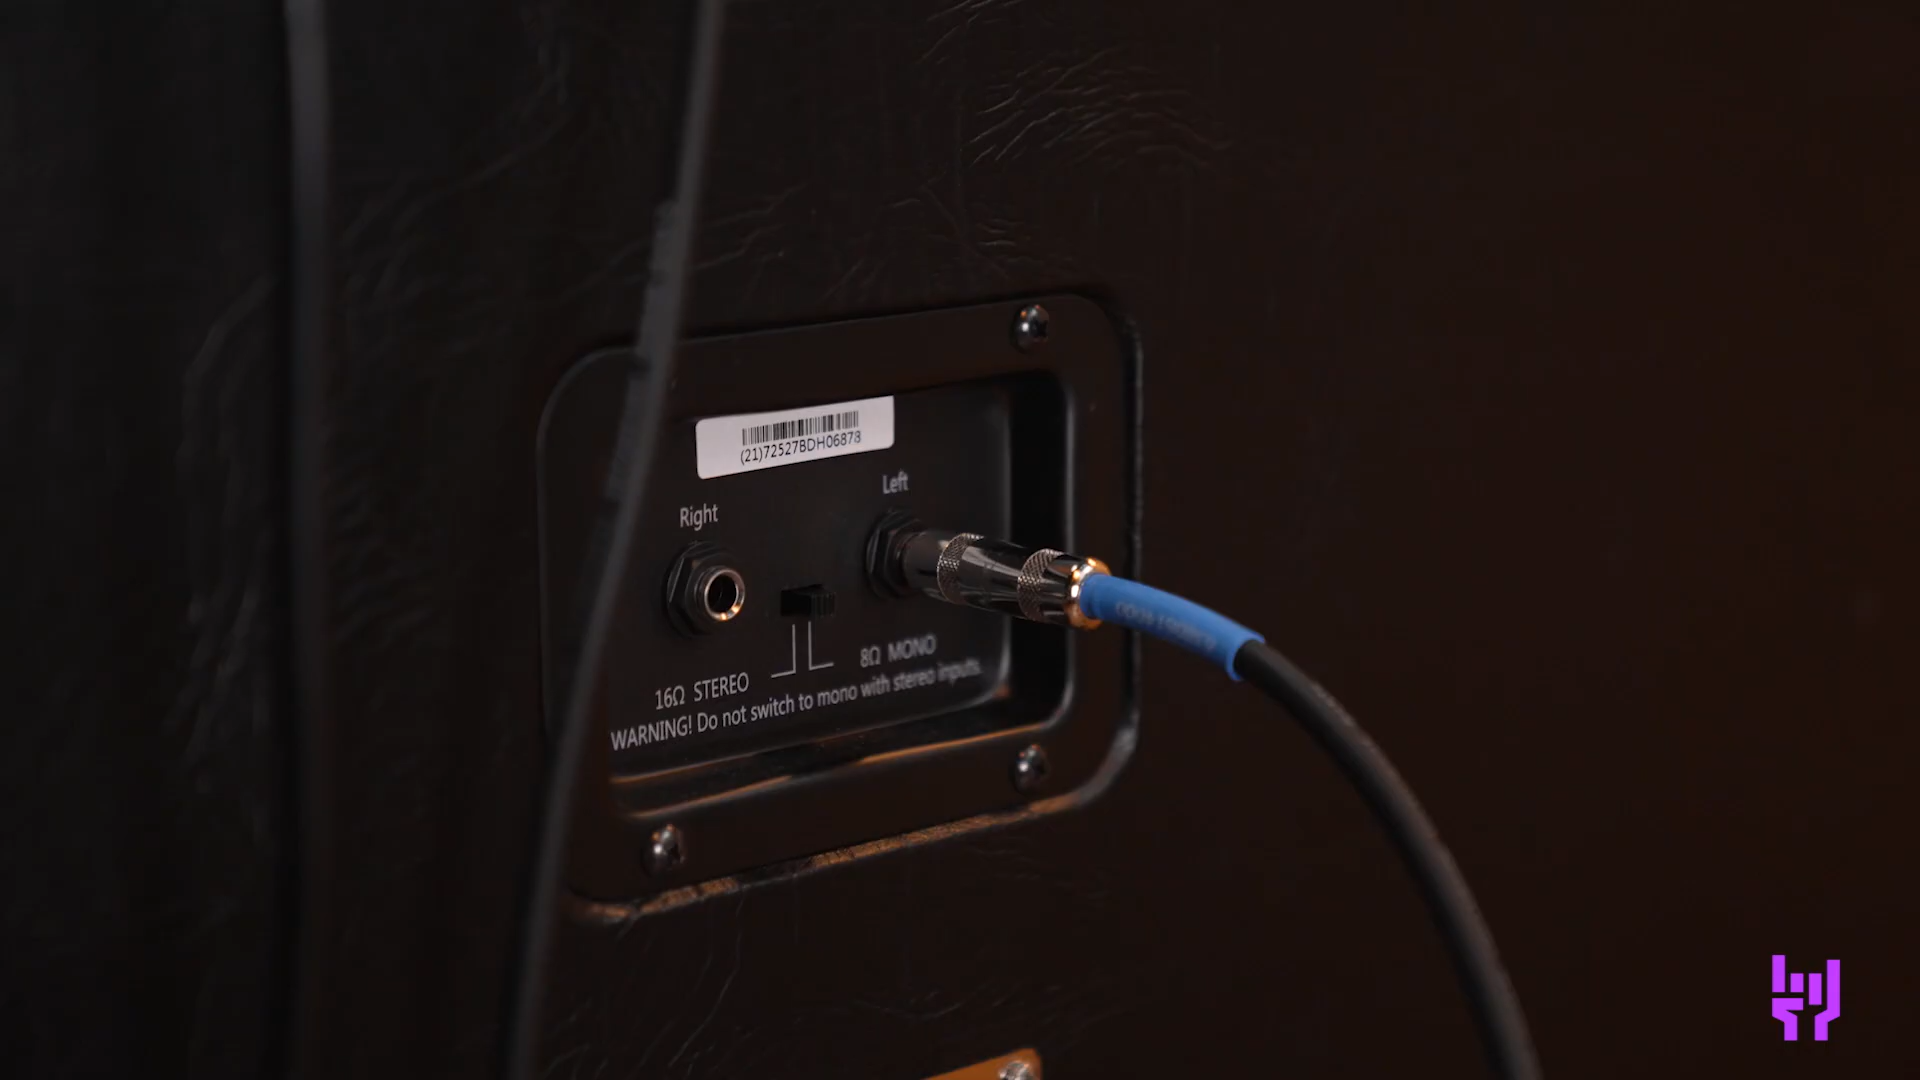 (21)72527BDH06878
Left
Right
8Ω MONO
16Ω STEREO
WARNING! Do not switch to mono with stereo inputs.